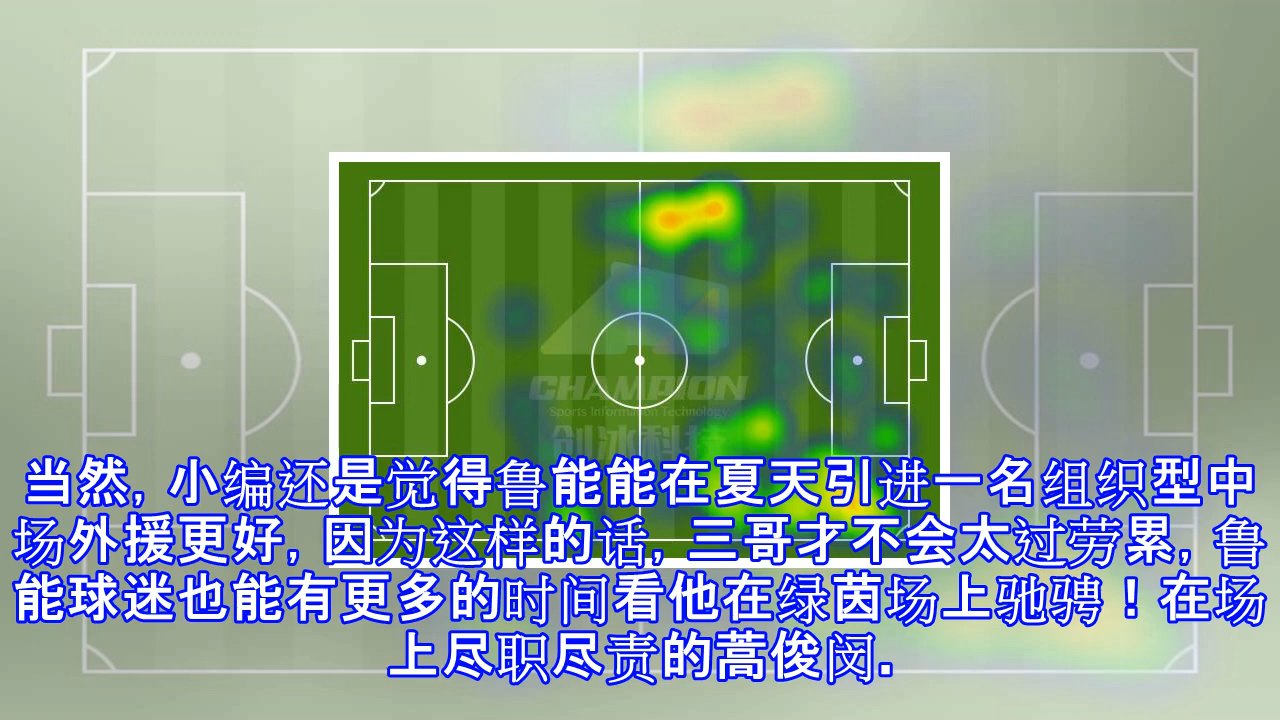 CHAMPION
Sports Information Technology
创冰科技
当然, 小编还是觉得鲁能能在夏天引进一名组织型中
场外援更好, 因为这样的话, 三哥才不会太过劳累, 鲁
能球迷也能有更多的时间看他在绿茵场上驰骋！在场
上尽职尽责的蒿俊闵.